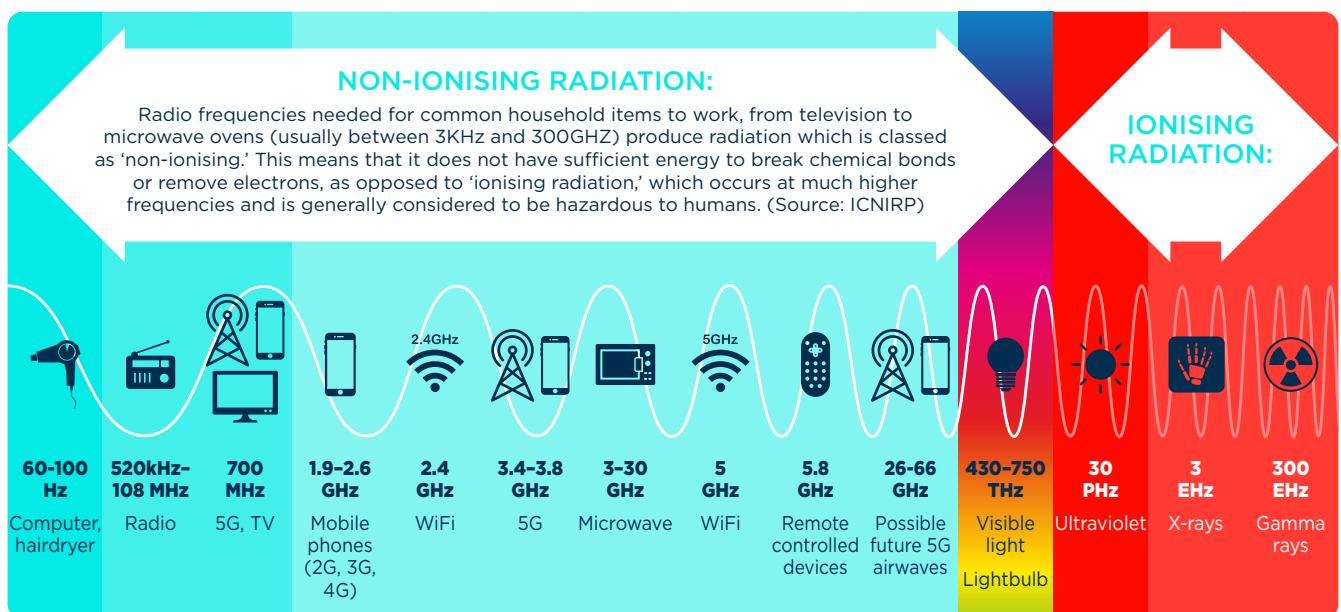 NON-IONISING RADIATION:
Radio frequencies needed for common household items to work, from television to
microwave ovens (usually between 3KHz and 300GHZ) produce radiation which is classed
as ‘non-ionising.’ This means that it does not have sufficient energy to break chemical bonds
or remove electrons, as opposed to ‘ionising radiation,’ which occurs at much higher
frequencies and is generally considered to be hazardous to humans. (Source: ICNIRP)
IONISING
RADIATION:
2.4GHz
5GHz
60-100
Hz
Computer,
hairdryer
520kHz–
108 MHz
Radio
700
MHz
5G, TV
1.9–2.6
GHz
Mobile
phones
(2G, 3G,
4G)
2.4
GHz
WiFi
3.4–3.8
GHz
5G
3–30
GHz
Microwave
5
GHz
WiFi
5.8
GHz
Remote
controlled
devices
26-66
GHz
Possible
future 5G
airwaves
430–750
THz
Visible
light
Lightbulb
30
PHz
Ultraviolet
3
EHz
X-rays
300
EHz
Gamma
rays